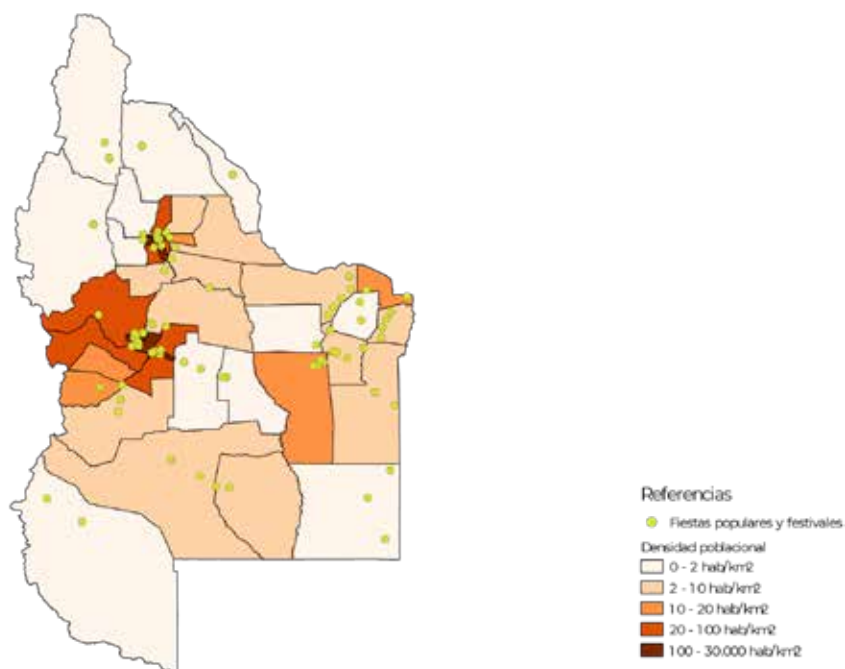 Referencias
Fiestas populares y festivales
Densidad poblacional
0 - 2 hab/km2
2 - 10 hab/km2
10 - 20 hab/km2
20 - 100 hab/km2
100 - 30.000 hab/km2